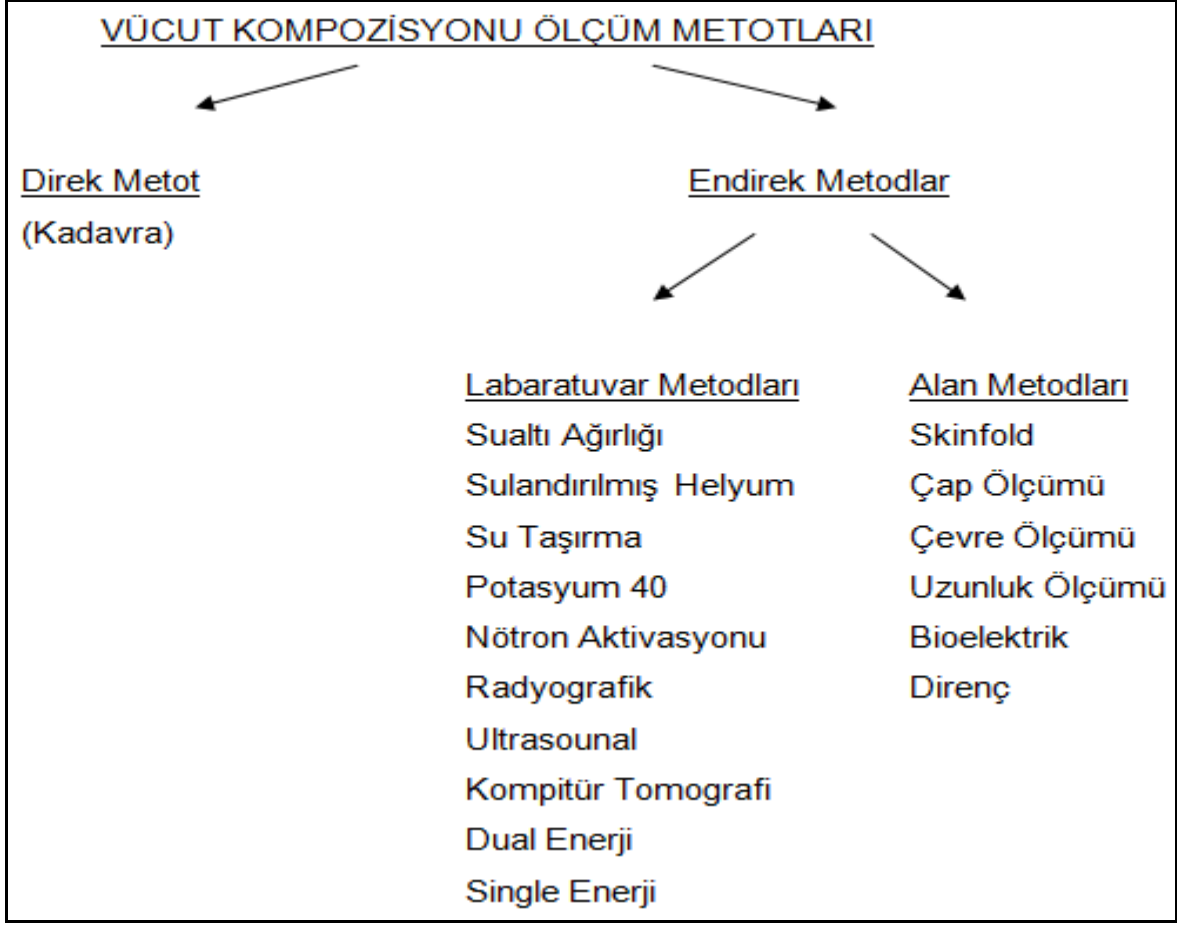 VÜCUT KOMPOZİSYONU ÖLÇÜM METOTLARI
Direk Metot
(Kadavra)
Endirek Metodlar
Labaratuvar Metodları
Sualtı Ağırlığı
Sulandırılmış Helyum
Su Taşırma
Potasyum 40
Nötron Aktivasyonu
Radyografik
Ultrasounal
Kompitür Tomografi
Dual Enerji
Single Enerji
Alan Metodları
Skinfold
Çap Ölçümü
Çevre Ölçümü
Uzunluk Ölçümü
Bioelektrik
Direnç